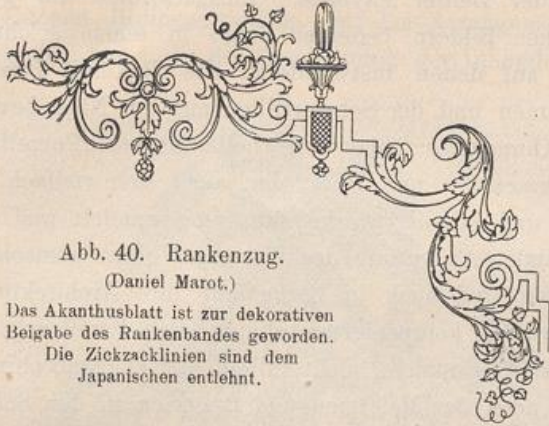 Abb. 40. Rankenzug.
(Daniel Marot.)
Das Akanthusblatt ist zur dekorativen
Beigabe des Rankenbandes geworden.
Die Zickzacklinien sind dem
Japanischen entlehnt.